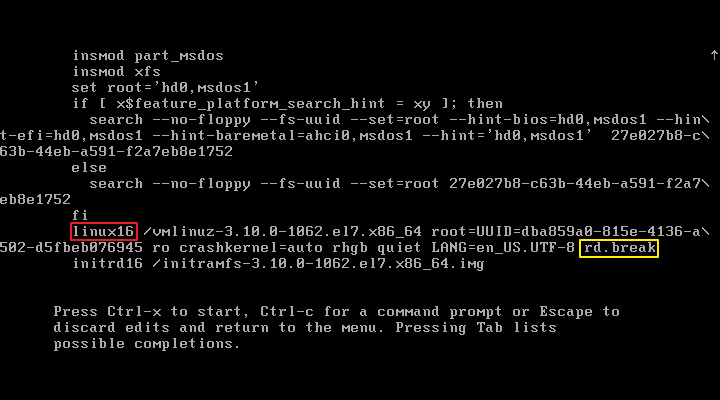 insmod part_msdos
insmod xfs
set root='hd0,msdos1'
if [ x$feature_platform_search_hint = xy ]; then
search --no-floppy --fs-uuid --set=root --hint-bios=hd0,msdos1 --hin\
t-efi=hd0,msdos1 --hint-baremetal=ahci0,msdos1 --hint='hd0,msdos1'  27e027b8-c\
63b-44eb-a591-f2a7eb8e1752
else
search --no-floppy --fs-uuid --set=root 27e027b8-c63b-44eb-a591-f2a7\
eb8e1752
fi
linux16 /vmlinuz-3.10.0-1062.el7.x86_64 root=UUID=dba859a0-815e-4136-a\
502-d5fbeb076945 ro crashkernel=auto rhgb quiet LANG=en_US.UTF-8 rd.break
initrd16 /initramfs-3.10.0-1062.el7.x86_64.img
Press Ctrl-x to start, Ctrl-c for a command prompt or Escape to
discard edits and return to the menu. Pressing Tab lists
possible completions.